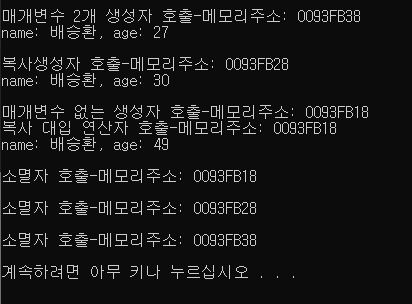 매개변수 2개 생성자 호출-메모리주소: 0093FB38
name: 배승환, age: 27
복사생성자 호출-메모리주소: 0093FB28
name: 배승환, age: 30
매개변수 없는 생성자 호출-메모리주소: 0093FB18
복사 대입 연산자 호출-메모리주소: 0093FB18
name: 배승환, age: 49
소멸자 호출-메모리주소: 0093FB18
소멸자 호출-메모리주소: 0093FB28
소멸자 호출-메모리주소: 0093FB38
계속하려면 아무 키나 누르십시오 . . .